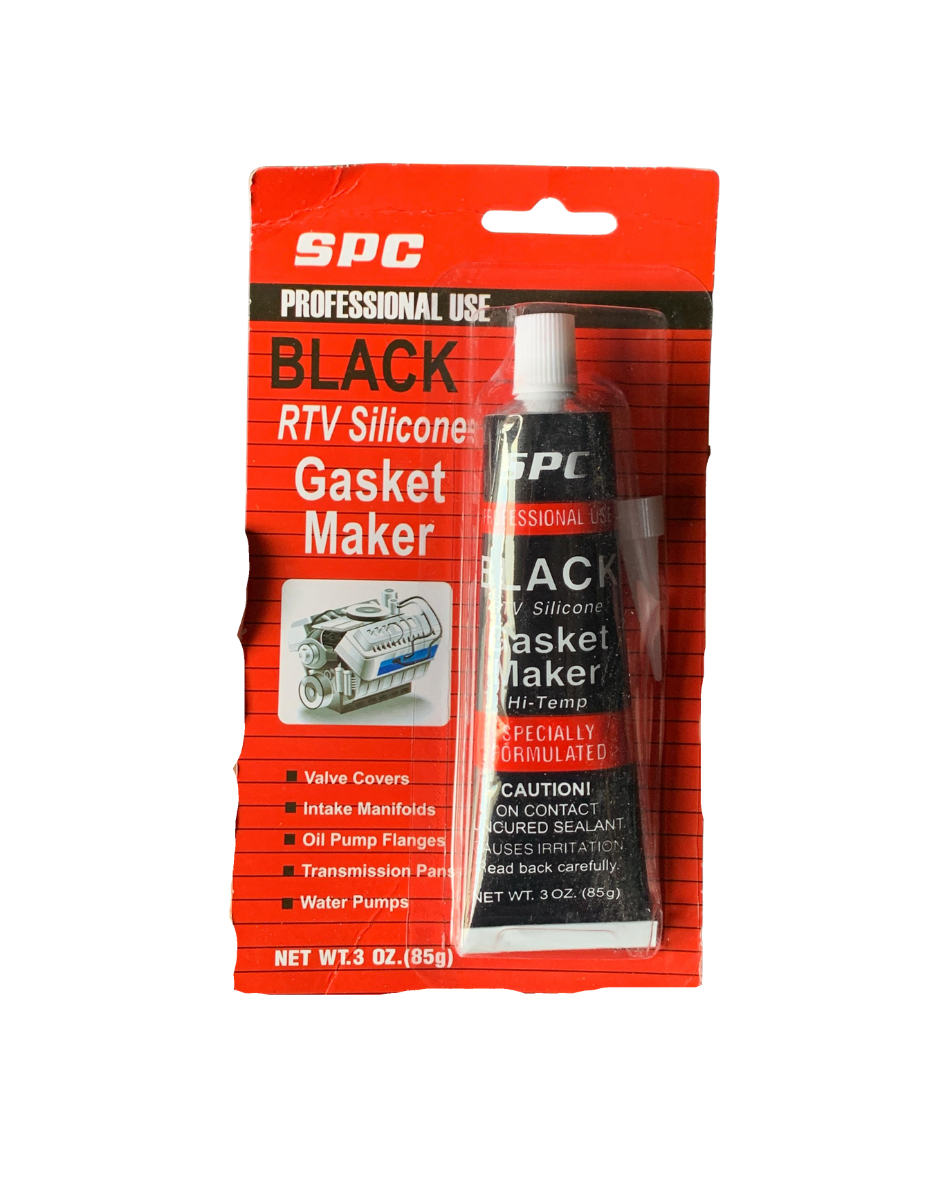 SPC
PROFESSIONAL USE
BLACK
RTV Silicone
Gasket
Maker
Valve Covers
Intake Manifolds
Oil Pump Flanges
Transmission Pans
Water Pumps
NET WT.3 OZ.(85g)
SPC
PROFESSIONAL USE
BLACK
RTV Silicone
Gasket
Maker
Hi-Temp
SPECIALLY
FORMULATED
CAUTION!
ON CONTACT
UNCURED SEALANT
CAUSES IRRITATION.
Read back carefully.
NET WT. 3 OZ. (85g)